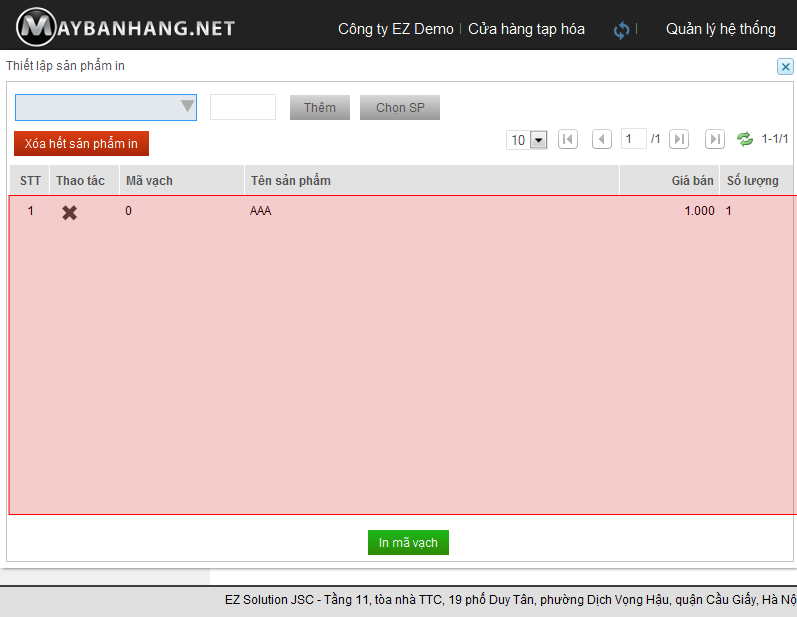 MAYBANHANG.NET
Công ty EZ Demo | Cửa hàng tạp hóa | Quản lý hệ thống
Thiết lập sản phẩm in
Thêm Chọn SP
Xóa hết sản phẩm in 10 1 /1 1-1/1
STT Thao tác Mã vạch Tên sản phẩm Giá bán Số lượng
1 0 AAA 1.000 1
In mã vạch
EZ Solution JSC - Tầng 11, tòa nhà TTC, 19 phố Duy Tân, phường Dịch Vọng Hậu, quận Cầu Giấy, Hà Nộ